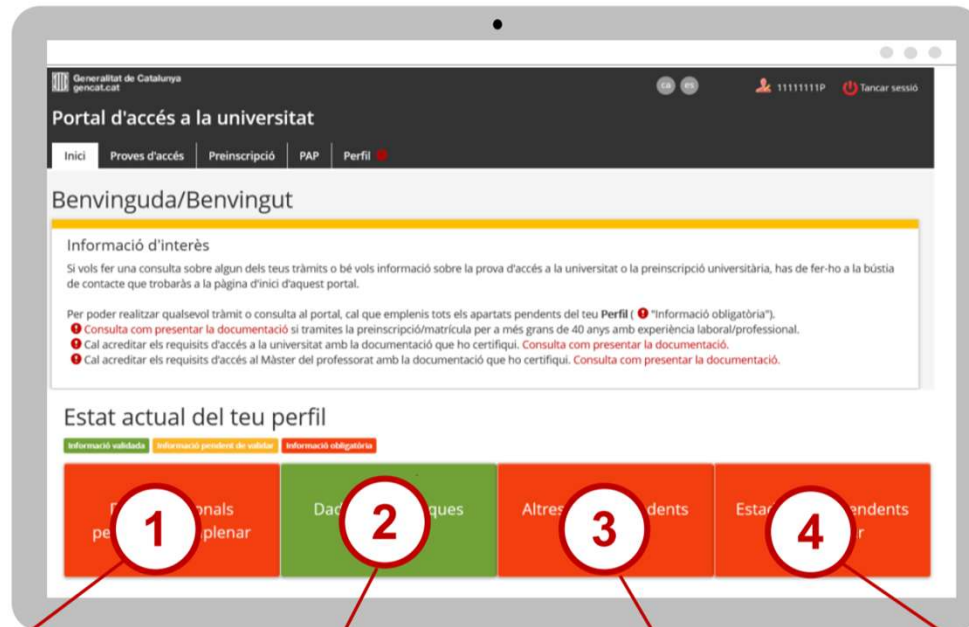 Generalitat de Catalunya
gencat.cat
ca es
11111111P
Tancar sessió
Portal d'accés a la universitat
Inici Proves d'accés Preinscripció PAP Perfil
Benvinguda/Benvingut
Informació d'interès
Si vols fer una consulta sobre algun dels teus tràmits o bé vols informació sobre la prova d'accés a la universitat o la preinscripció universitària, has de fer-ho a la bústia
de contacte que trobaràs a la pàgina d'inici d'aquest portal.
Per poder realitzar qualsevol tràmit o consulta al portal, cal que emplenis tots els apartats pendents del teu Perfil ( "Informació obligatòria").
Consulta com presentar la documentació si tramites la preinscripció/matrícula per a més grans de 40 anys amb experiència laboral/professional.
Cal acreditar els requisits d'accés a la universitat amb la documentació que ho certifiqui. Consulta com presentar la documentació.
Cal acreditar els requisits d'accés al Màster del professorat amb la documentació que ho certifiqui. Consulta com presentar la documentació.
Estat actual del teu perfil
Informació validada Informació pendent de validar Informació obligatòria
1
2
Altres
3
4